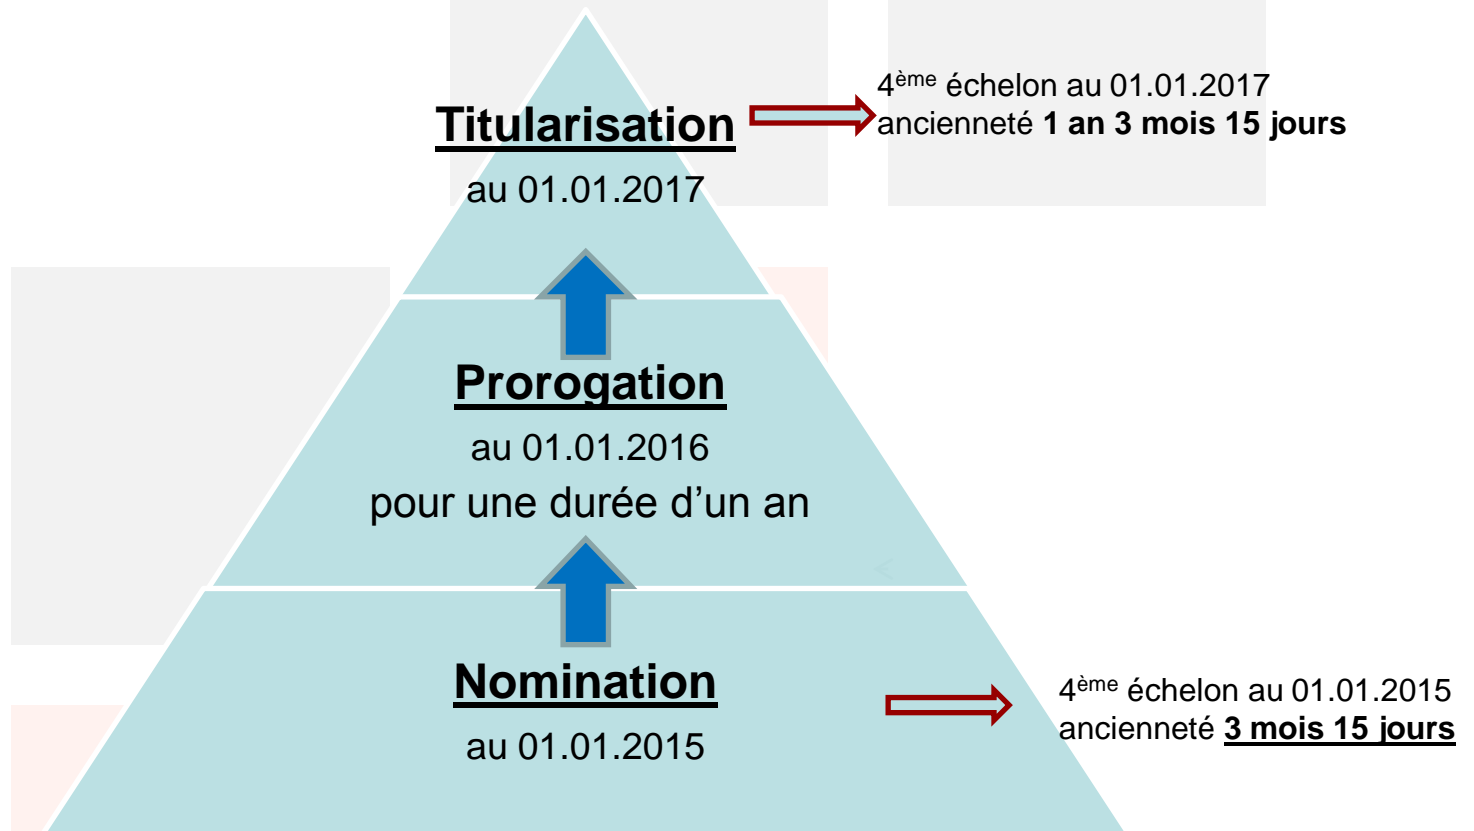 Titularisation
au 01.01.2017
4ème échelon au 01.01.2017
ancienneté 1 an 3 mois 15 jours
Prorogation
au 01.01.2016
pour une durée d’un an
Nomination
au 01.01.2015
4ème échelon au 01.01.2015
ancienneté 3 mois 15 jours